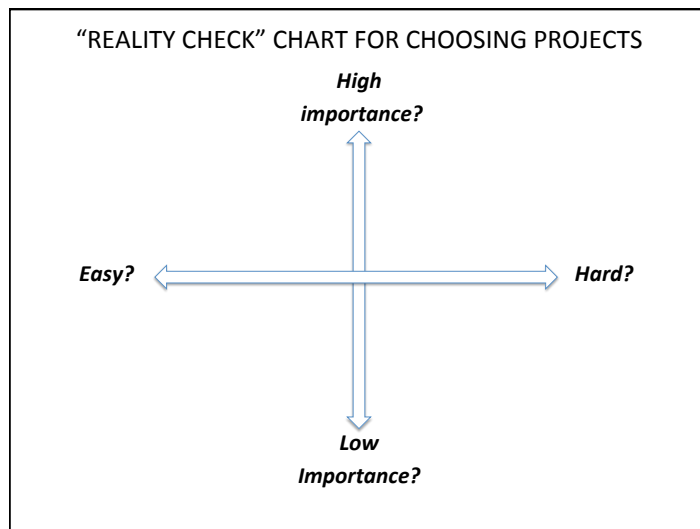 “REALITY CHECK” CHART FOR CHOOSING PROJECTS
High
importance?
Easy?
Hard?
Low
Importance?